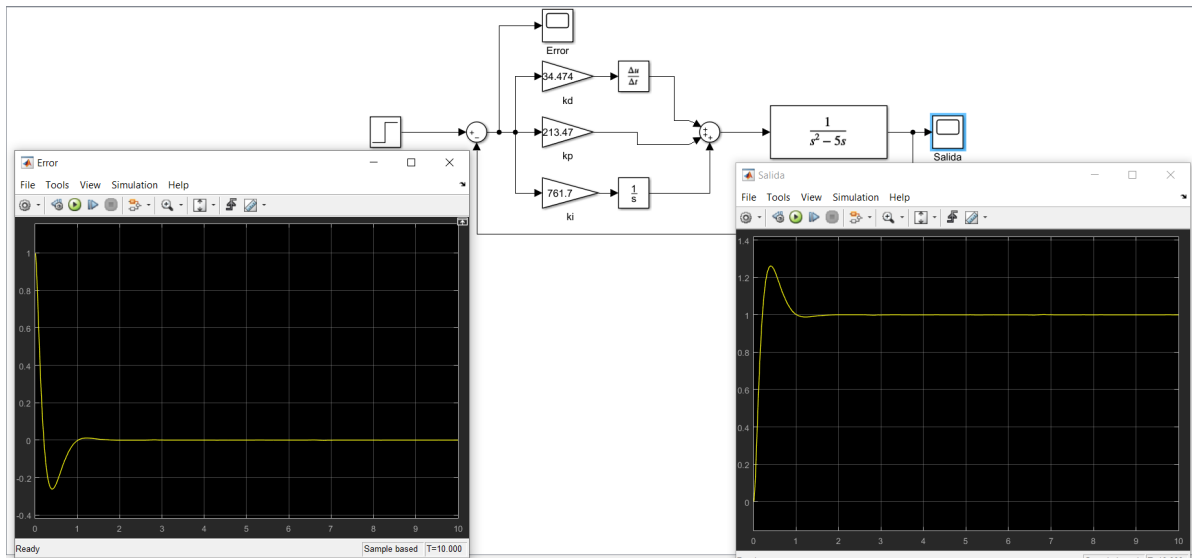 Error
34.474
Δu
Δt
kd
213.47
kp
+
−
+
+
+
1
s² − 5s
Salida
761.7
1
s
ki
Error
File Tools View Simulation Help
1
0.8
0.6
0.4
0.2
0
-0.2
-0.4
0 1 2 3 4 5 6 7 8 9 10
Ready Sample based T=10.000
Salida
File Tools View Simulation Help
1.4
1.2
1
0.8
0.6
0.4
0.2
0
0 1 2 3 4 5 6 7 8 9 10